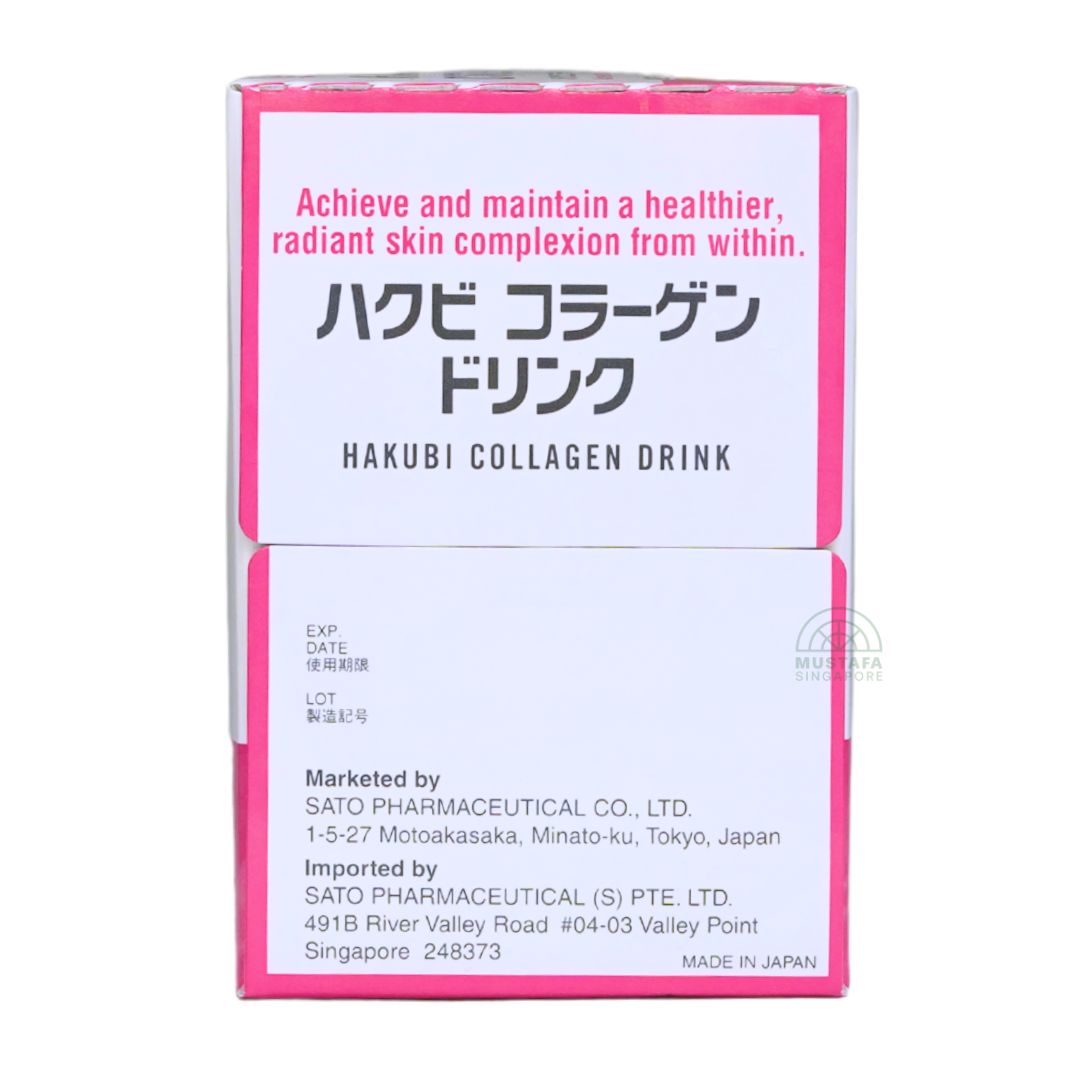 Achieve and maintain a healthier,
radiant skin complexion from within.
ハクビ コラーゲン
ドリンク
HAKUBI COLLAGEN DRINK
EXP.
DATE
使用期限
LOT
製造記号
MUSTAFA
SINGAPORE
Marketed by
SATO PHARMACEUTICAL CO., LTD.
1-5-27 Motoakasaka, Minato-ku, Tokyo, Japan
Imported by
SATO PHARMACEUTICAL (S) PTE. LTD.
491B River Valley Road #04-03 Valley Point
Singapore 248373
MADE IN JAPAN